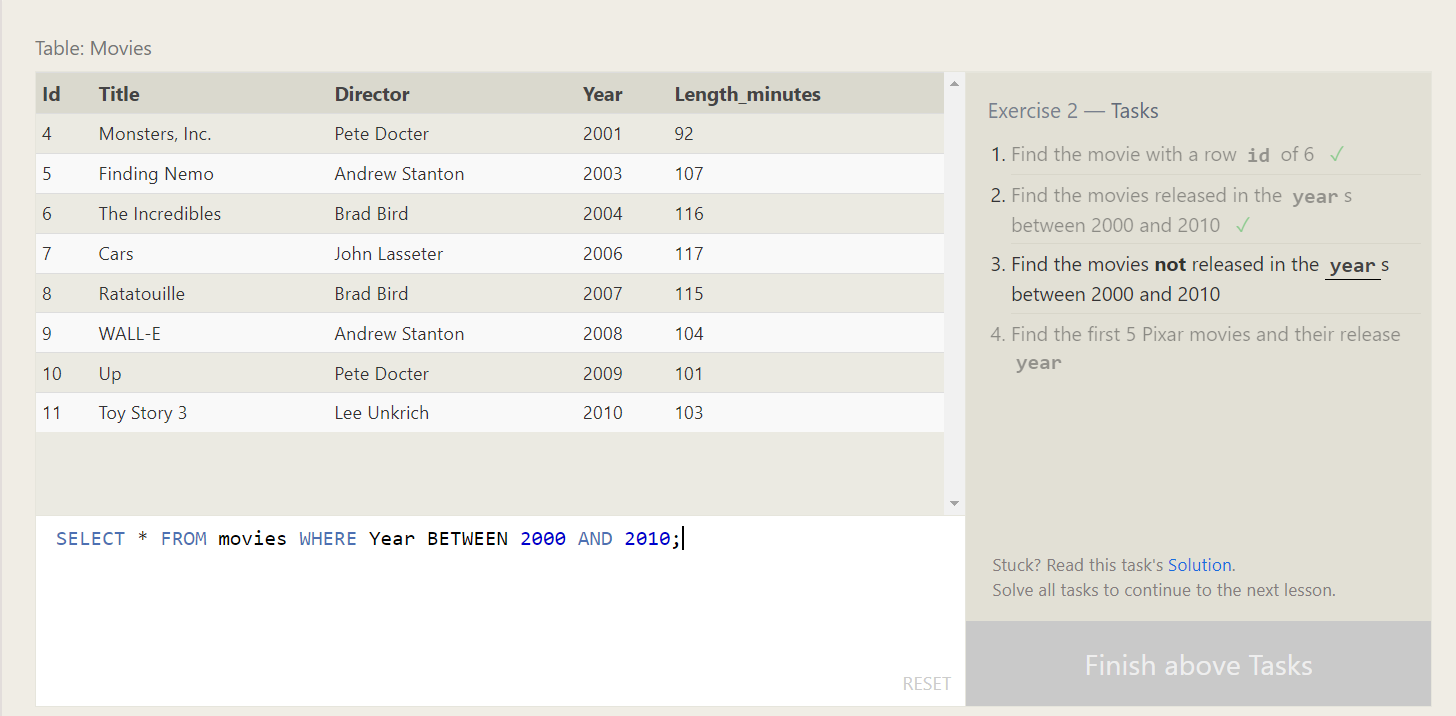 Table: Movies
Id Title Director Year Length_minutes
4 Monsters, Inc. Pete Docter 2001 92
5 Finding Nemo Andrew Stanton 2003 107
6 The Incredibles Brad Bird 2004 116
7 Cars John Lasseter 2006 117
8 Ratatouille Brad Bird 2007 115
9 WALL-E Andrew Stanton 2008 104
10 Up Pete Docter 2009 101
11 Toy Story 3 Lee Unkrich 2010 103
SELECT * FROM movies WHERE Year BETWEEN 2000 AND 2010;
RESET
Exercise 2 — Tasks
1. Find the movie with a row id of 6 ✓
2. Find the movies released in the year s
between 2000 and 2010 ✓
3. Find the movies not released in the year s
between 2000 and 2010
4. Find the first 5 Pixar movies and their release
year
Stuck? Read this task's Solution.
Solve all tasks to continue to the next lesson.
Finish above Tasks